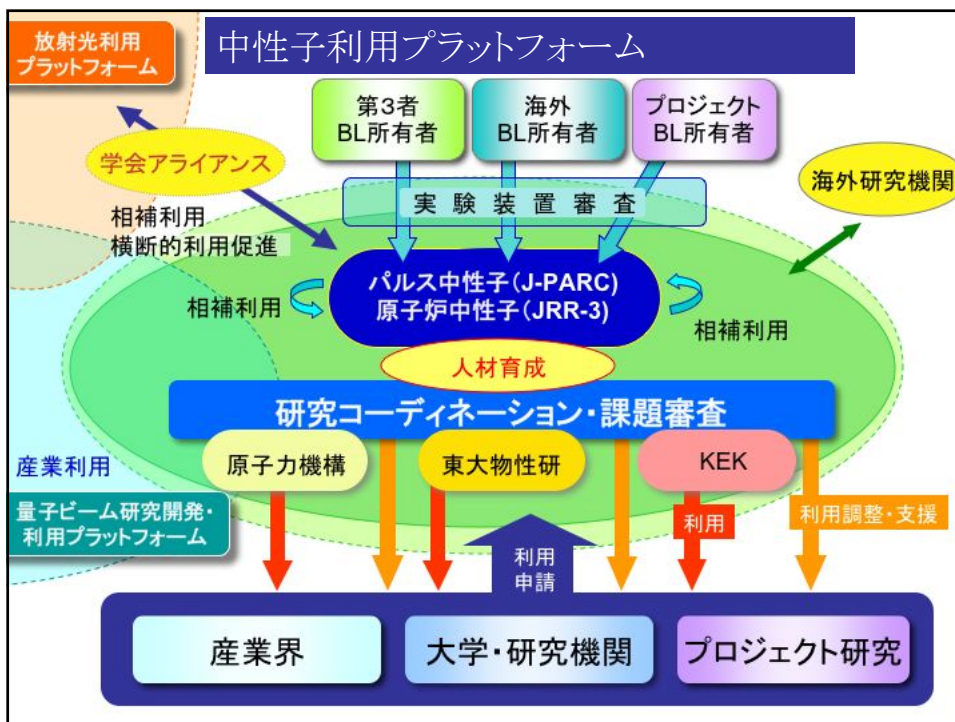 中性子利用プラットフォーム
放射光利用
プラットフォーム
第3者
BL所有者
海外
BL所有者
プロジェクト
BL所有者
学会アライアンス
実験装置審査
海外研究機関
相補利用
横断的利用促進
パルス中性子(J-PARC)
原子炉中性子(JRR-3)
相補利用
相補利用
人材育成
研究コーディネーション・課題審査
原子力機構
東大物性研
KEK
産業利用
量子ビーム研究開発・
利用プラットフォーム
利用
利用調整・支援
利用
申請
産業界
大学・研究機関
プロジェクト研究